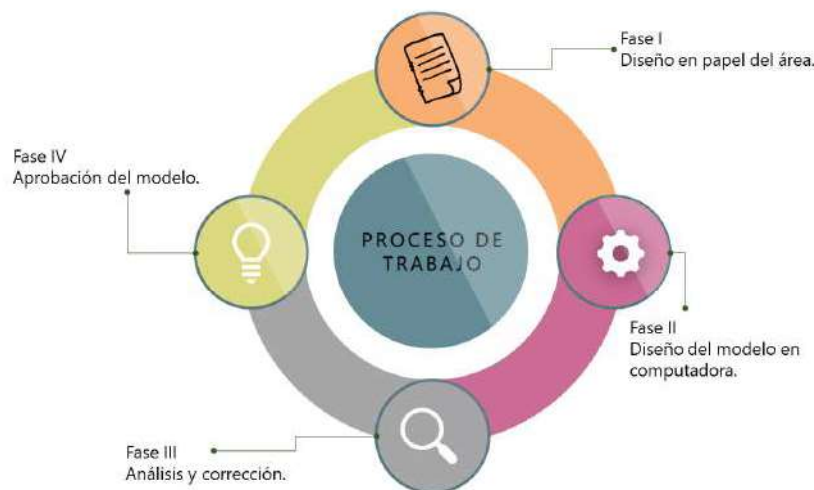 Fase I
Diseño en papel del área.
Fase IV
Aprobación del modelo.
PROCESO DE
TRABAJO
Fase II
Diseño del modelo en
computadora.
Fase III
Análisis y corrección.